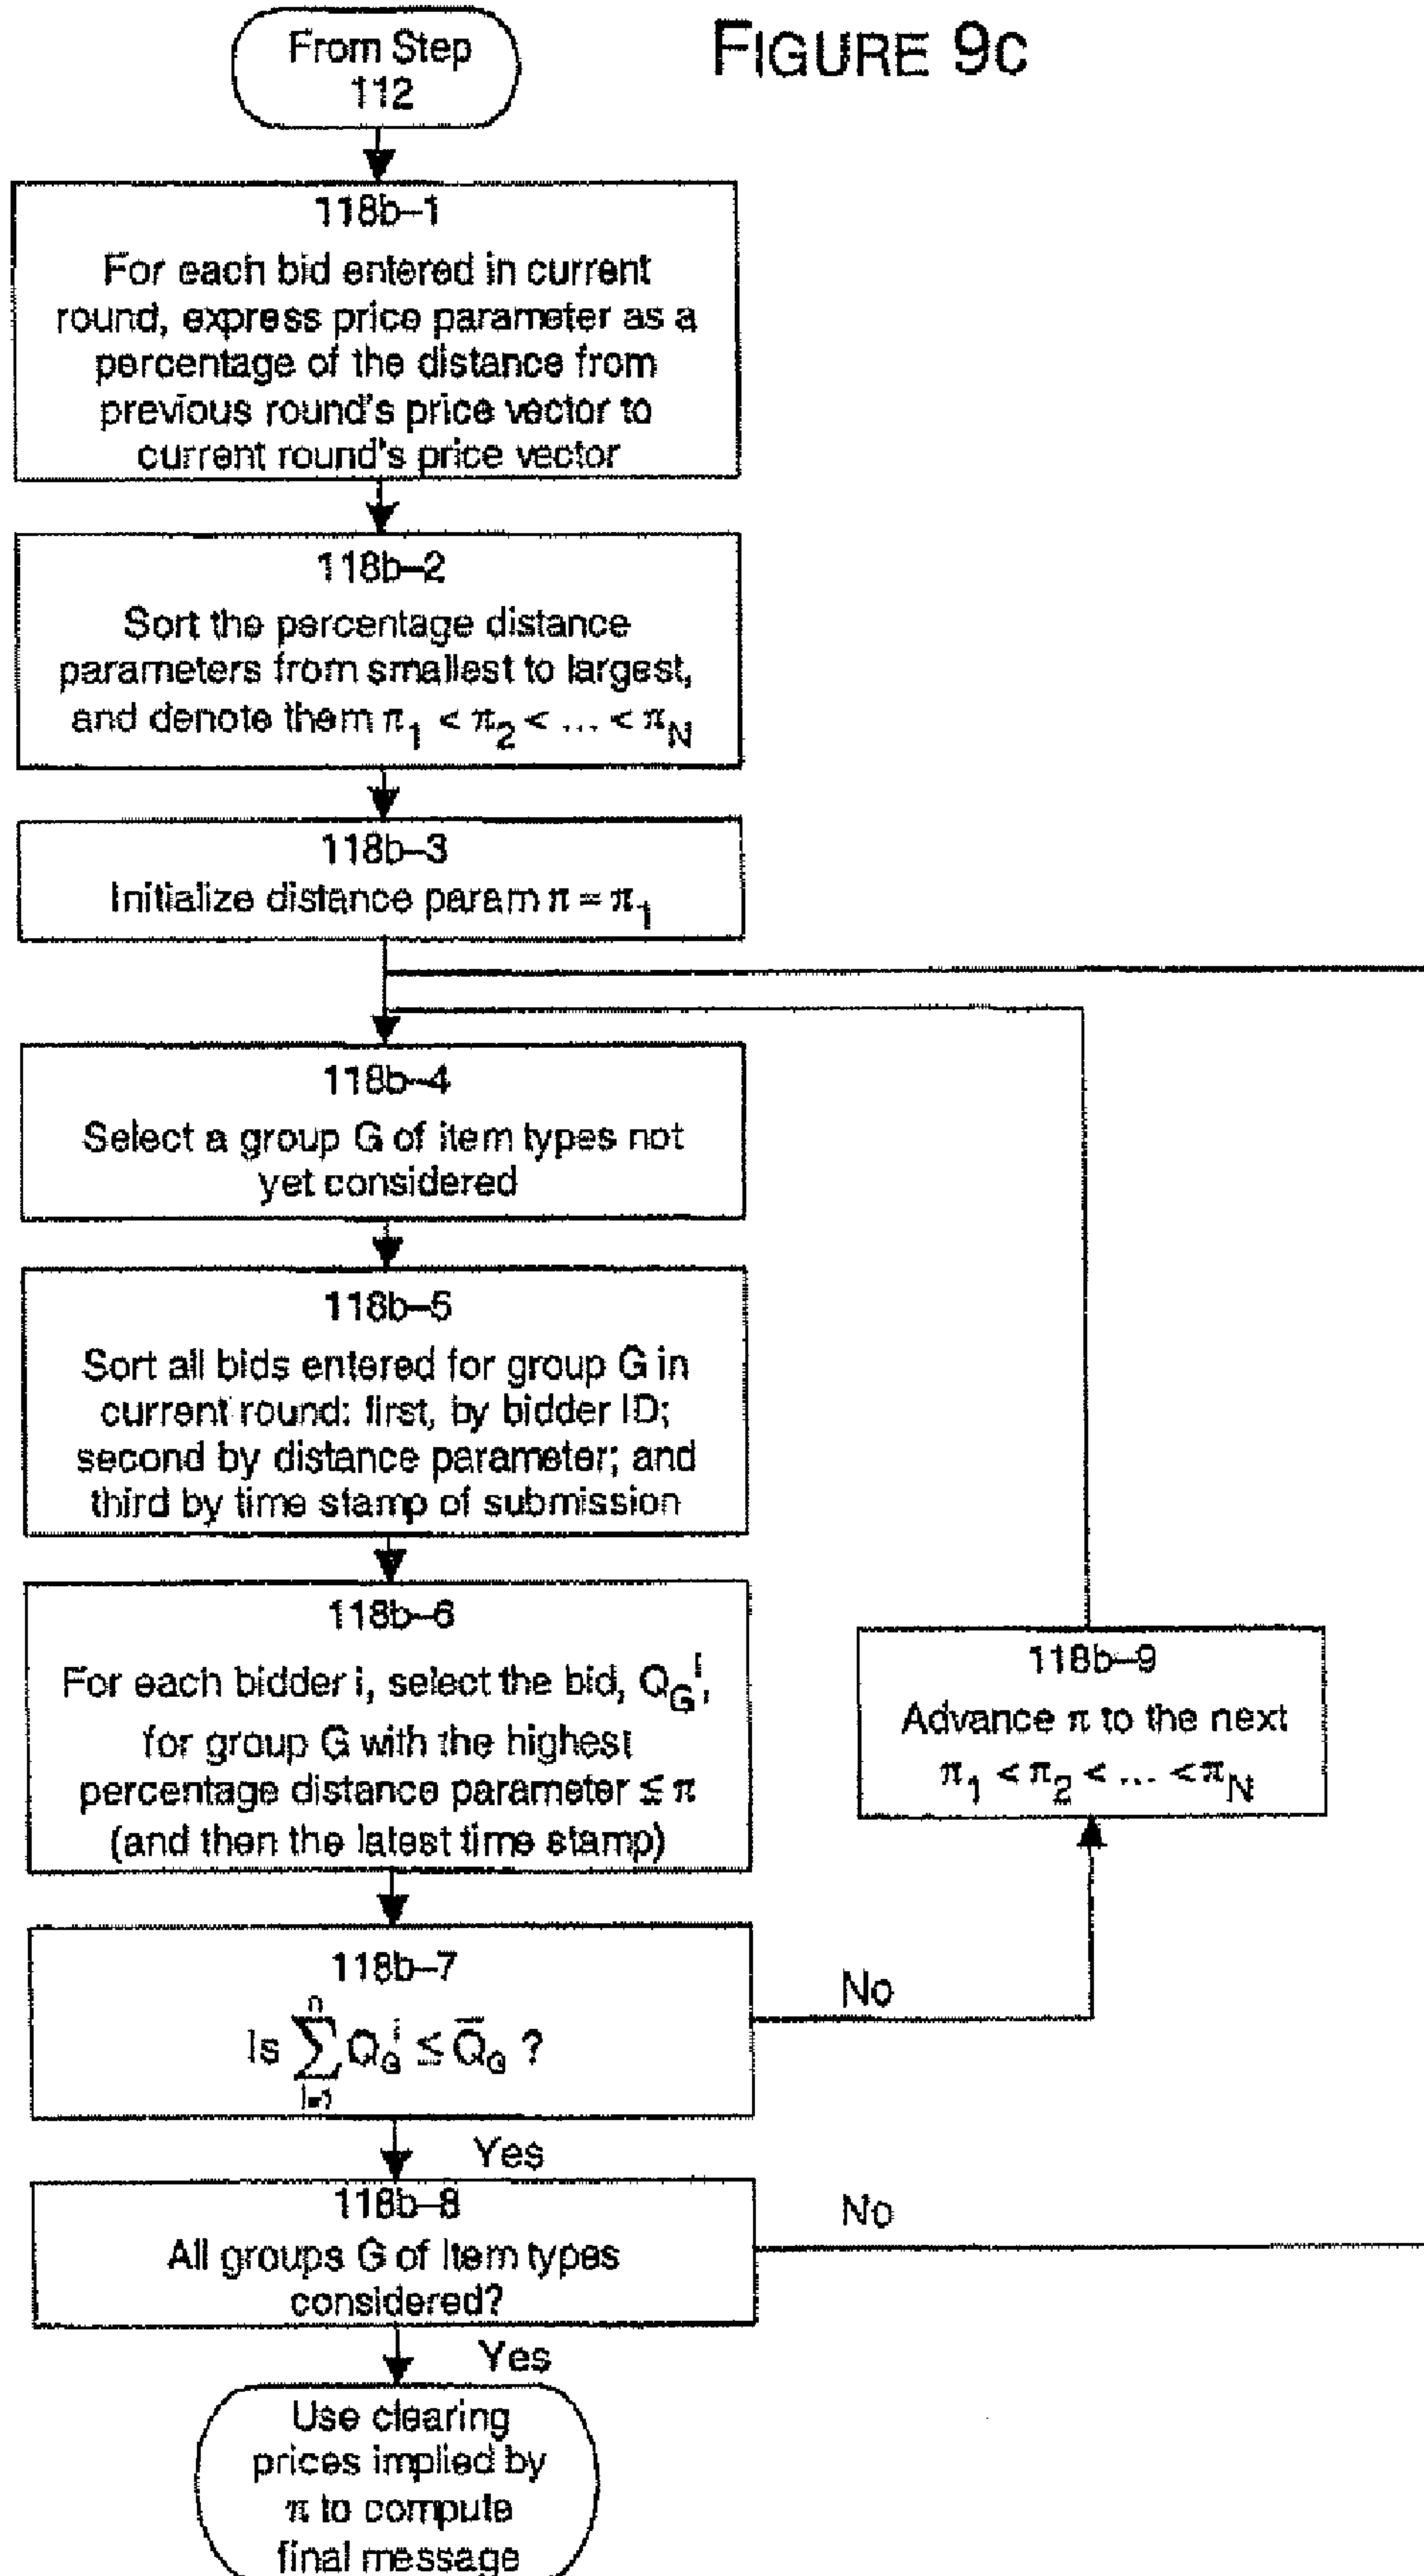 FIGURE 9c
From Step
112
118b–1
For each bid entered in current
round, express price parameter as a
percentage of the distance from
previous round's price vector to
current round's price vector
118b–2
Sort the percentage distance
parameters from smallest to largest,
and denote them π₁ < π₂ < ... < π_N
118b–3
Initialize distance param π = π₁
118b–4
Select a group G of item types not
yet considered
118b–5
Sort all bids entered for group G in
current round: first, by bidder ID;
second by distance parameter; and
third by time stamp of submission
118b–6
For each bidder i, select the bid, Q_G^i,
for group G with the highest
percentage distance parameter ≤ π
(and then the latest time stamp)
118b–9
Advance π to the next
π₁ < π₂ < ... < π_N
118b–7
Is ∑_{i=1}^{n} Q_G^i ≤ Q̅_G ?
No
Yes
118b–8
All groups G of item types
considered?
No
Yes
Use clearing
prices implied by
π to compute
final message